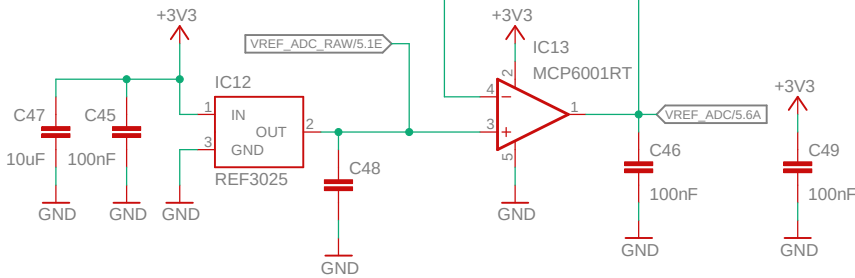 +3V3
+3V3
VREF_ADC_RAW/5.1E
IC13
MCP6001RT
IC12
+3V3
C47
C45
1 IN
OUT 2
3 GND
2
4
3
5
1
VREF_ADC/5.6A
10uF
100nF
REF3025
C48
C46
C49
100nF
100nF
GND
GND
GND
GND
GND
GND
GND